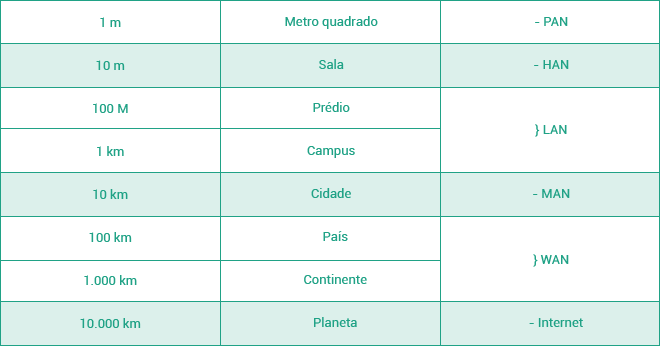 1 m Metro quadrado - PAN
10 m Sala - HAN
100 M Prédio
} LAN
1 km Campus
10 km Cidade - MAN
100 km País
} WAN
1.000 km Continente
10.000 km Planeta - Internet